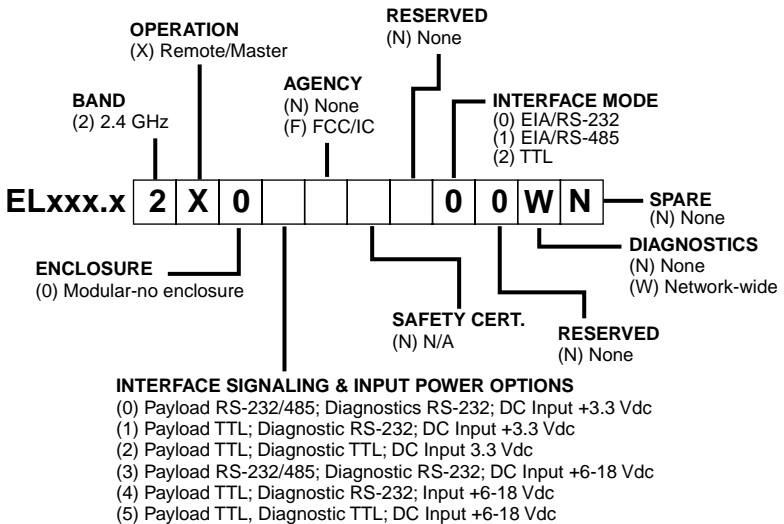 OPERATION
(X) Remote/Master
RESERVED
(N) None
BAND
(2) 2.4 GHz
AGENCY
(N) None
(F) FCC/IC
INTERFACE MODE
(0) EIA/RS-232
(1) EIA/RS-485
(2) TTL
ELxxx.x 2 X 0 0 0 W N
SPARE
(N) None
DIAGNOSTICS
(N) None
(W) Network-wide
ENCLOSURE
(0) Modular-no enclosure
SAFETY CERT.
(N) N/A
RESERVED
(N) None
INTERFACE SIGNALING & INPUT POWER OPTIONS
(0) Payload RS-232/485; Diagnostics RS-232; DC Input +3.3 Vdc
(1) Payload TTL; Diagnostic RS-232; DC Input +3.3 Vdc
(2) Payload TTL; Diagnostic TTL; DC Input 3.3 Vdc
(3) Payload RS-232/485; Diagnostic RS-232; DC Input +6-18 Vdc
(4) Payload TTL; Diagnostic RS-232; Input +6-18 Vdc
(5) Payload TTL, Diagnostic TTL; DC Input +6-18 Vdc